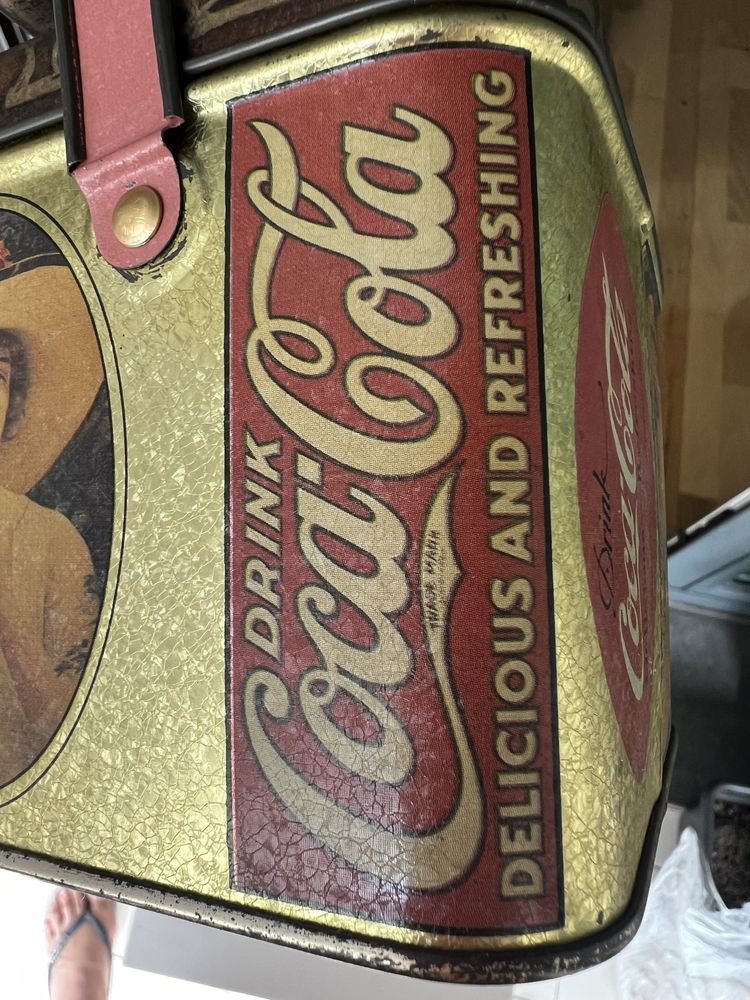 DRINK
Coca-Cola
TRADE MARK
DELICIOUS AND REFRESHING
Drink
Coca-Cola